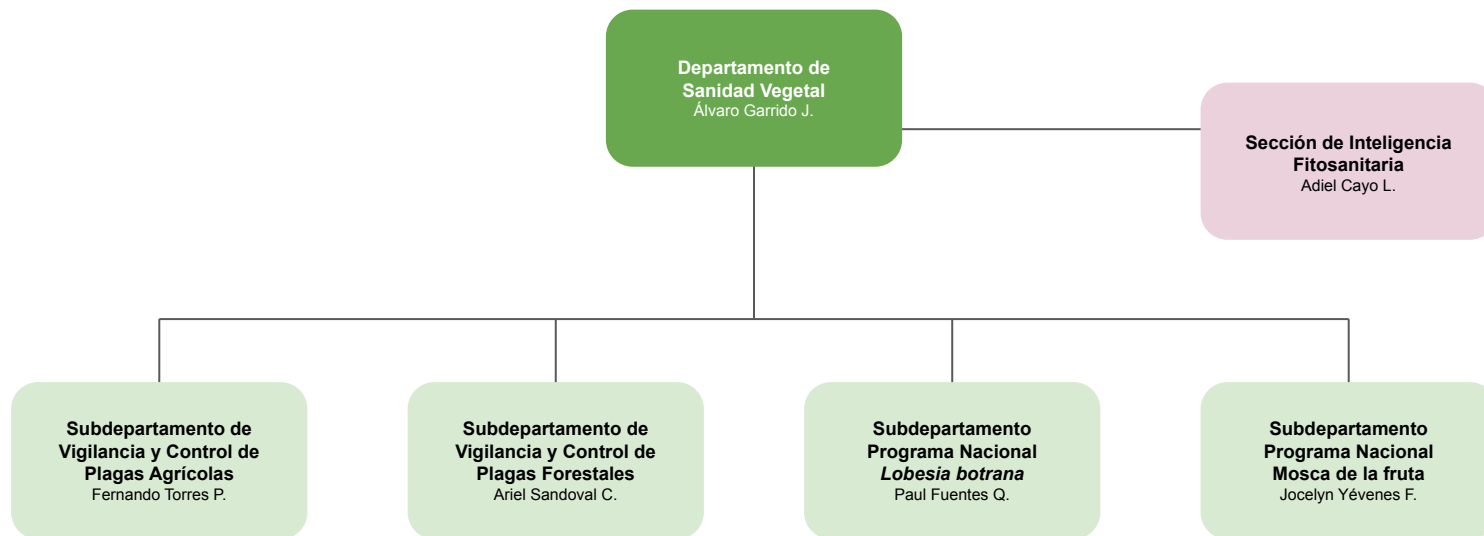 Departamento de
Sanidad Vegetal
Álvaro Garrido J.
Sección de Inteligencia
Fitosanitaria
Adiel Cayo L.
Subdepartamento de
Vigilancia y Control de
Plagas Agrícolas
Fernando Torres P.
Subdepartamento de
Vigilancia y Control de
Plagas Forestales
Ariel Sandoval C.
Subdepartamento
Programa Nacional
Lobesia botrana
Paul Fuentes Q.
Subdepartamento
Programa Nacional
Mosca de la fruta
Jocelyn Yévenes F.